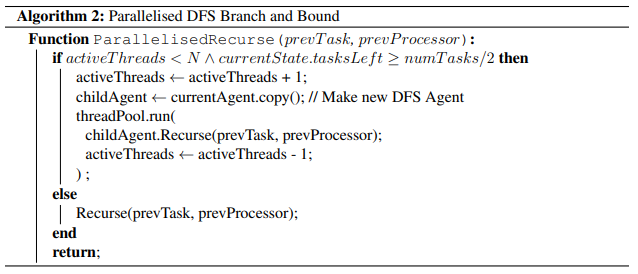 Algorithm 2: Parallelised DFS Branch and Bound
Function ParallelisedRecurse(prevTask, prevProcessor):
if activeThreads < N ∧ currentState.tasksLeft ≥ numTasks/2 then
activeThreads ← activeThreads + 1;
childAgent ← currentAgent.copy(); // Make new DFS Agent
threadPool.run(
childAgent.Recurse(prevTask, prevProcessor);
activeThreads ← activeThreads - 1;
) ;
else
Recurse(prevTask, prevProcessor);
end
return;